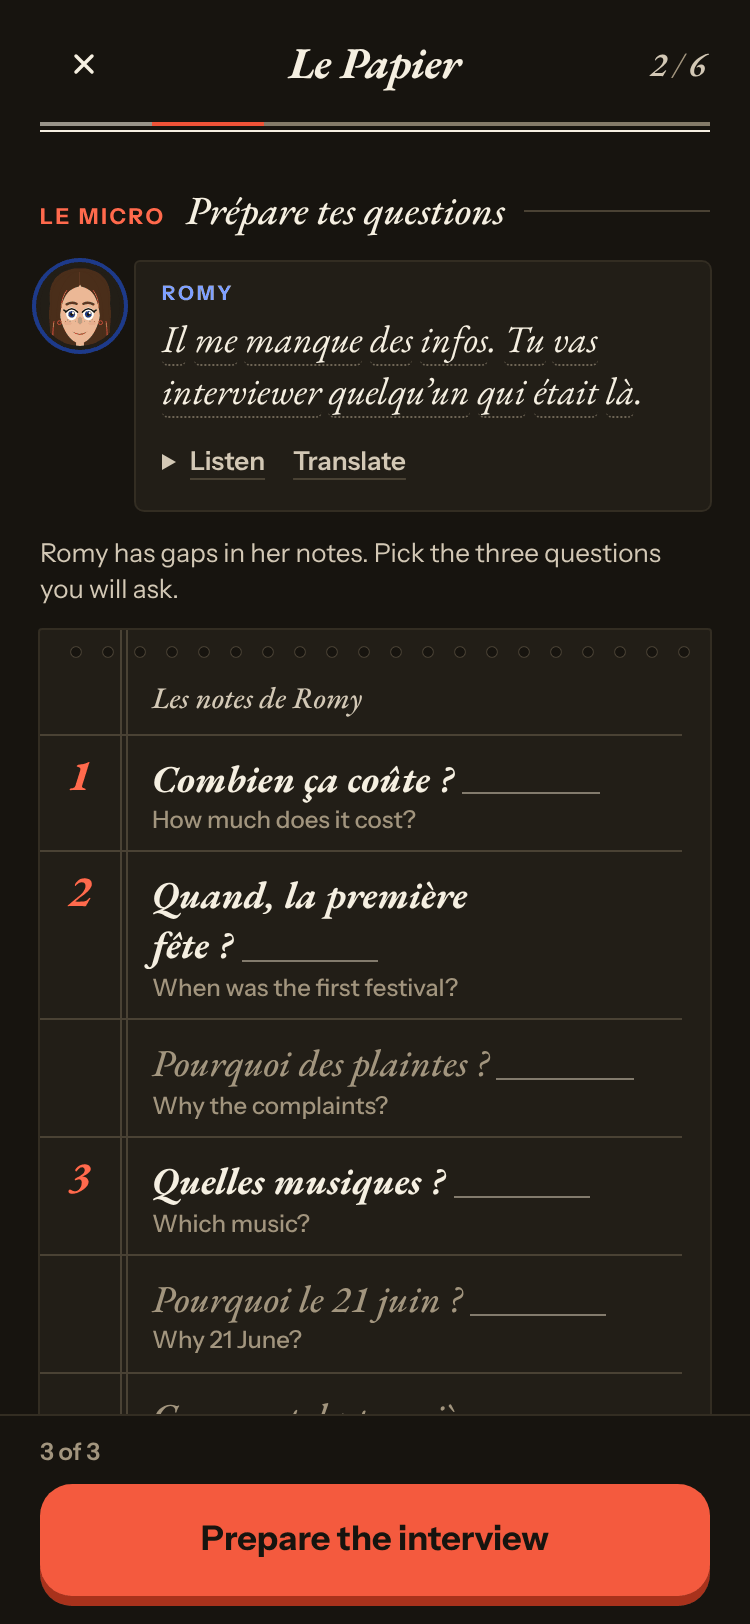 Le Papier
2/6
LE MICRO Prépare tes questions
ROMY
Il me manque des infos. Tu vas
interviewer quelqu’un qui était là.
Listen Translate
Romy has gaps in her notes. Pick the three questions
you will ask.
Les notes de Romy
1 Combien ça coûte ?
How much does it cost?
2 Quand, la première
fête ?
When was the first festival?
Pourquoi des plaintes ?
Why the complaints?
3 Quelles musiques ?
Which music?
Pourquoi le 21 juin ?
Why 21 June?
3 of 3
Prepare the interview